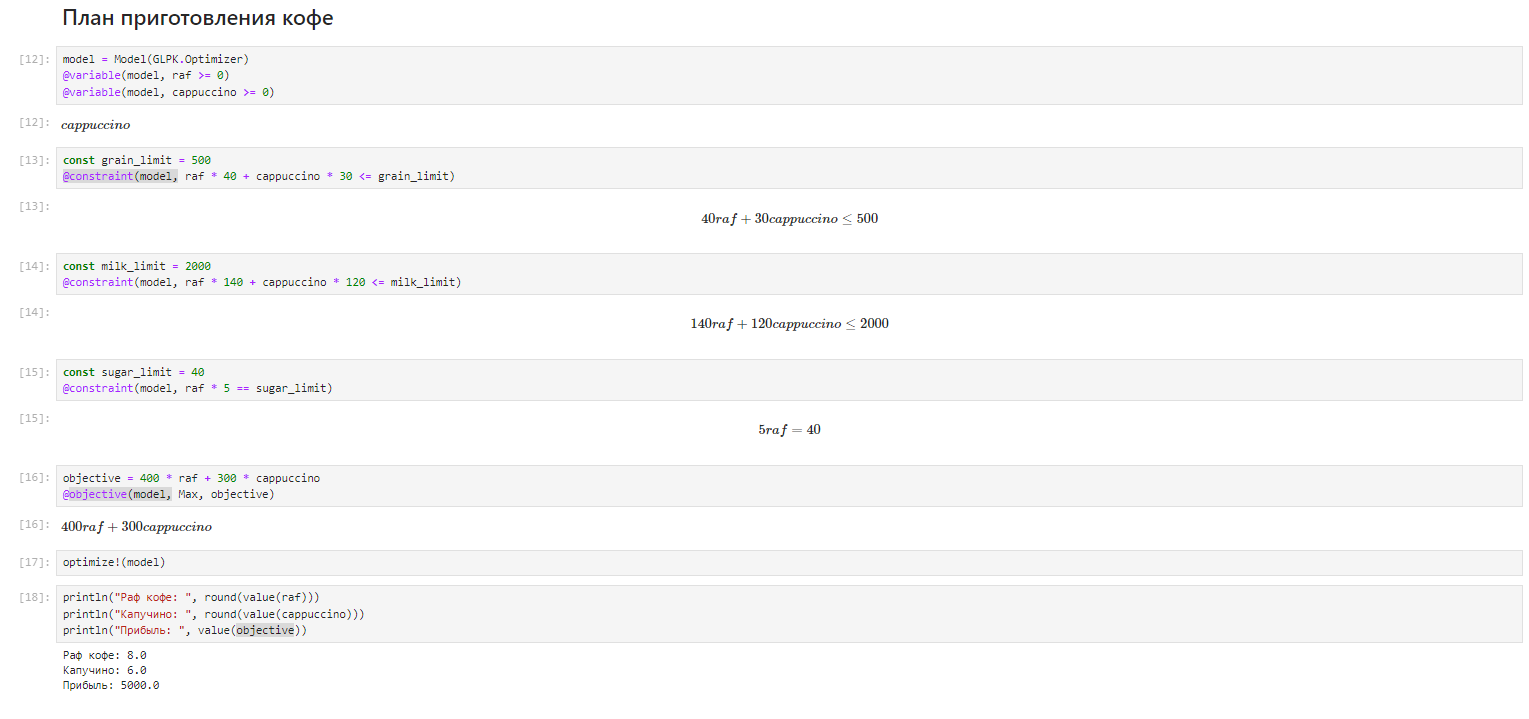 План приготовления кофе
[12]: model = Model(GLPK.Optimizer)
@variable(model, raf >= 0)
@variable(model, cappuccino >= 0)
[12]: cappuccino
[13]: const grain_limit = 500
@constraint(model, raf * 40 + cappuccino * 30 <= grain_limit)
[13]:
40raf + 30cappuccino ≤ 500
[14]: const milk_limit = 2000
@constraint(model, raf * 140 + cappuccino * 120 <= milk_limit)
[14]:
140raf + 120cappuccino ≤ 2000
[15]: const sugar_limit = 40
@constraint(model, raf * 5 == sugar_limit)
[15]:
5raf = 40
[16]: objective = 400 * raf + 300 * cappuccino
@objective(model, Max, objective)
[16]: 400raf + 300cappuccino
[17]: optimize!(model)
[18]: println("Раф кофе: ", round(value(raf)))
println("Капучино: ", round(value(cappuccino)))
println("Прибыль: ", value(objective))
Раф кофе: 8.0
Капучино: 6.0
Прибыль: 5000.0